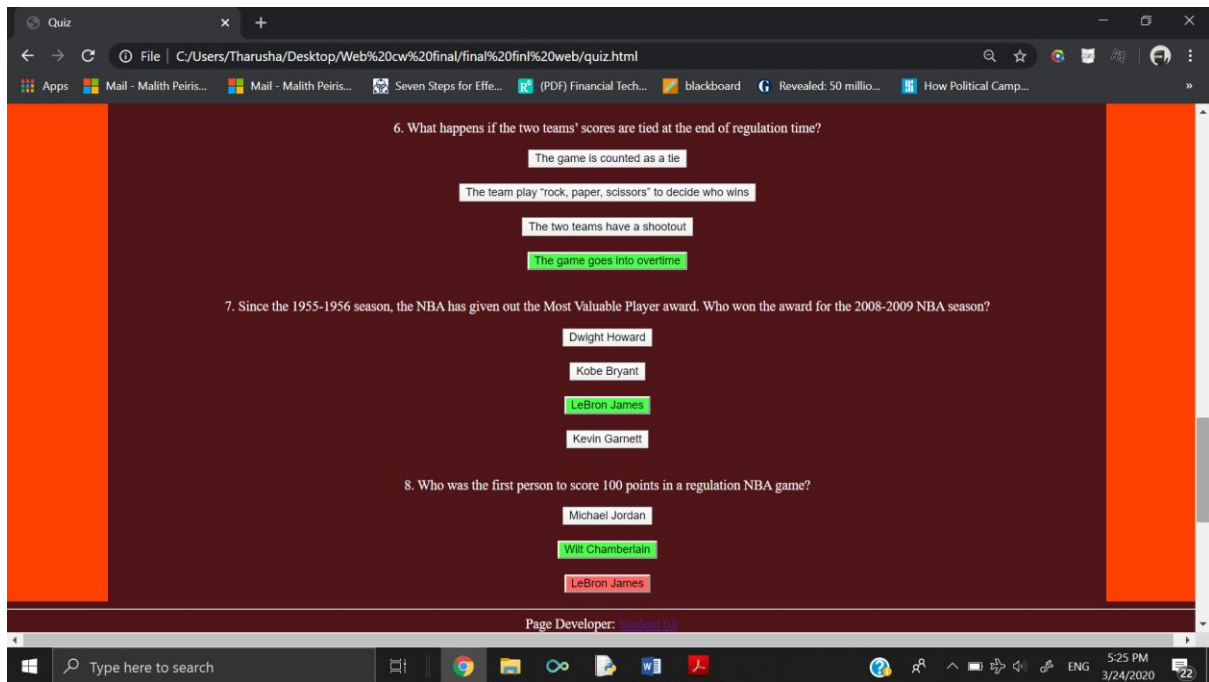 Quiz
File | C:/Users/Tharusha/Desktop/Web%20cw%20final/final%20finl%20web/quiz.html
Apps Mail - Malith Peiris... Mail - Malith Peiris... Seven Steps for Effe... (PDF) Financial Tech... blackboard Revealed: 50 millio... How Political Camp... »
6. What happens if the two teams’ scores are tied at the end of regulation time?
The game is counted as a tie
The team play “rock, paper, scissors” to decide who wins
The two teams have a shootout
The game goes into overtime
7. Since the 1955-1956 season, the NBA has given out the Most Valuable Player award. Who won the award for the 2008-2009 NBA season?
Dwight Howard
Kobe Bryant
LeBron James
Kevin Garnett
8. Who was the first person to score 100 points in a regulation NBA game?
Michael Jordan
Wilt Chamberlain
LeBron James
Page Developer: Student 03
Type here to search
ENG
5:25 PM
3/24/2020
22